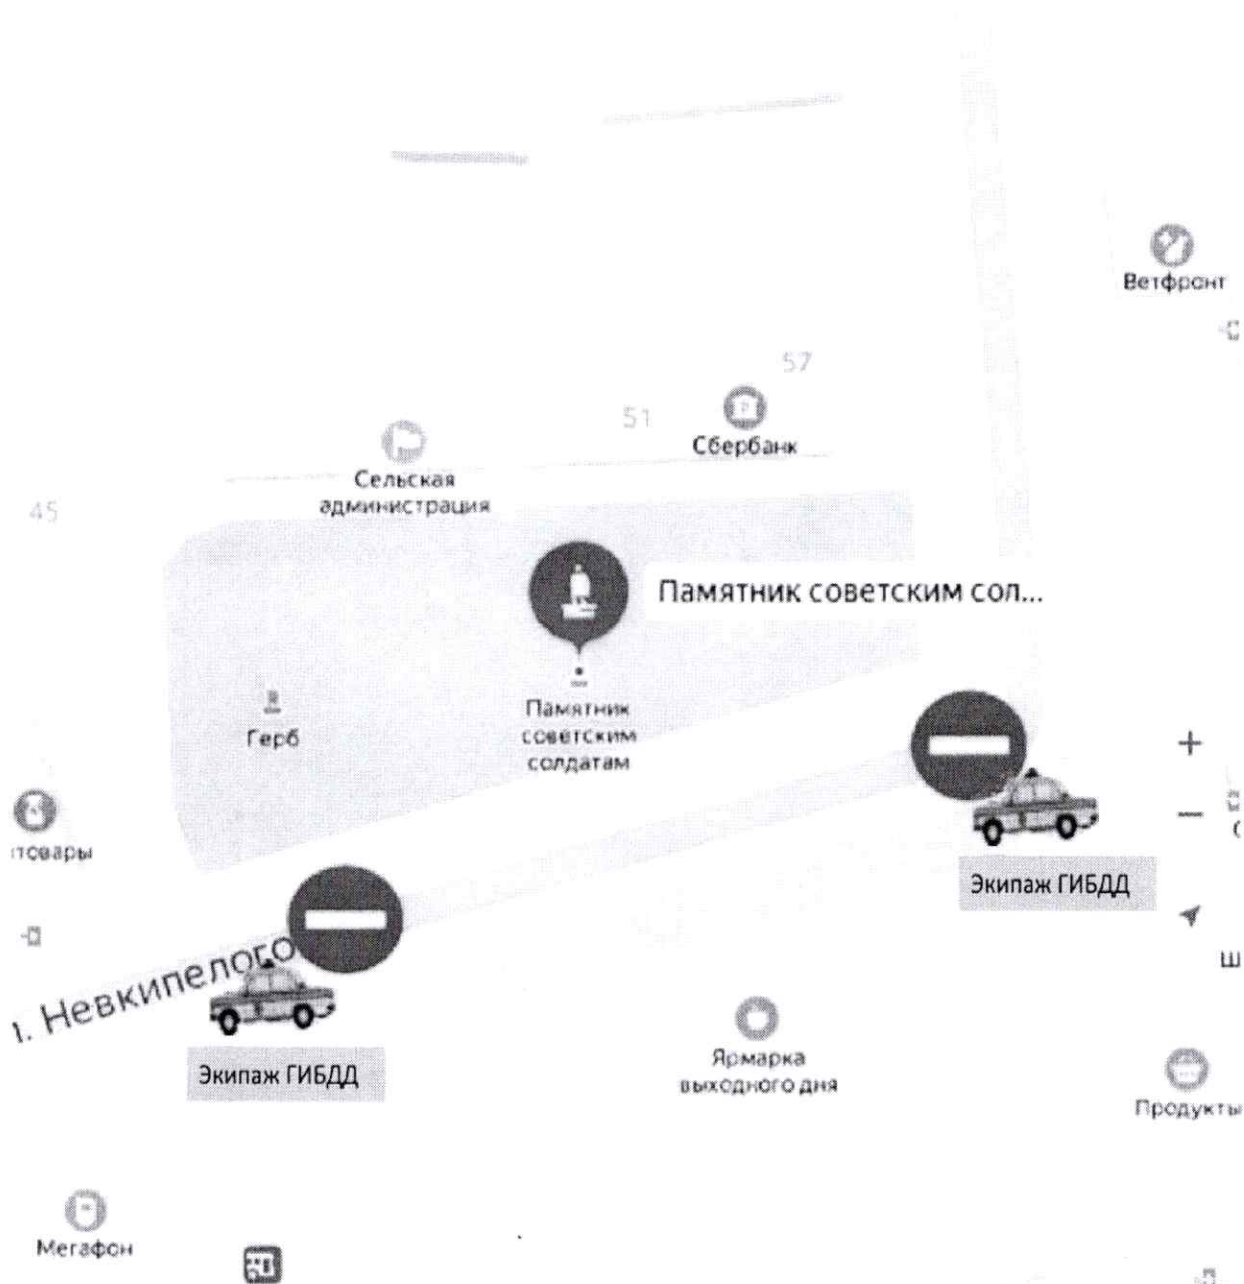 Ветфронт
57
51
Сбербанк
Сельская
администрация
45
Памятник советским сол...
Памятник
советским
солдатам
Герб
товары
Экипаж ГИБДД
. Невкипелого
Экипаж ГИБДД
Ярмарка
выходного дня
Продукты
Мегафон